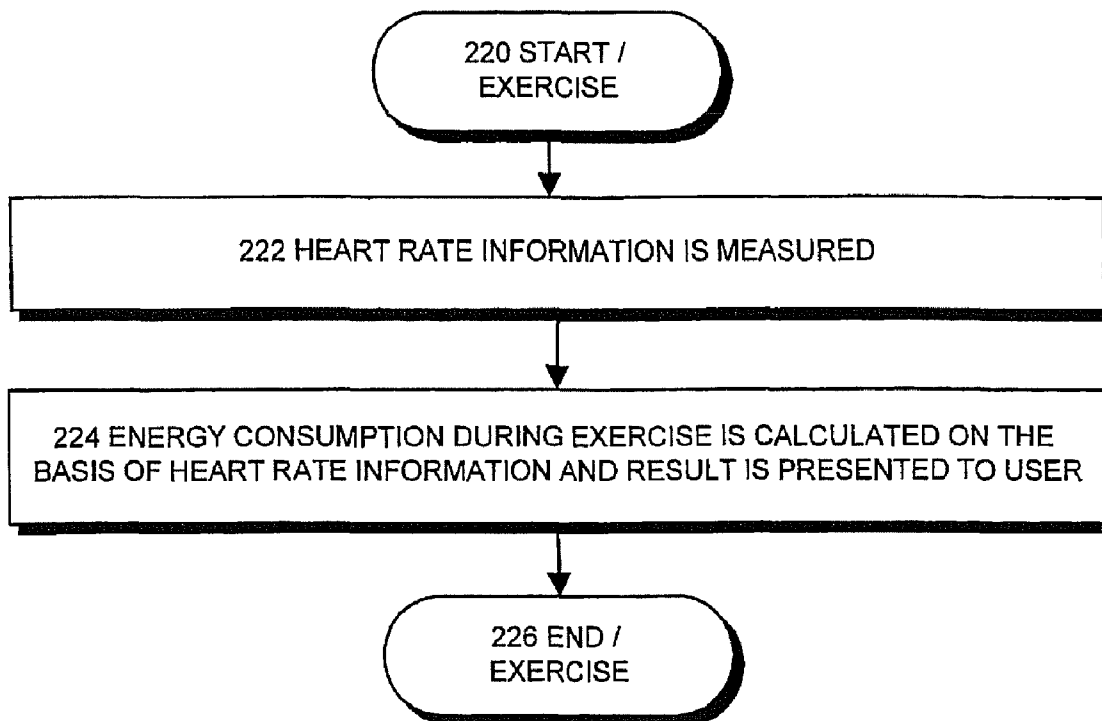 220 START /
EXERCISE
222 HEART RATE INFORMATION IS MEASURED
224 ENERGY CONSUMPTION DURING EXERCISE IS CALCULATED ON THE
BASIS OF HEART RATE INFORMATION AND RESULT IS PRESENTED TO USER
226 END /
EXERCISE